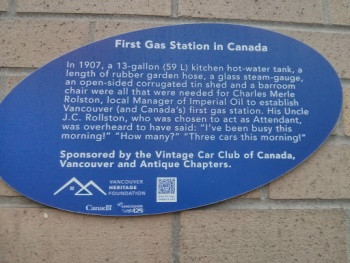 First Gas Station in Canada
In 1907, a 13-gallon (59 L) kitchen hot-water tank, a
length of rubber garden hose, a glass steam-gauge,
an open-sided corrugated tin shed and a barroom
chair were all that were needed for Charles Merle
Rolston, local Manager of Imperial Oil to establish
Vancouver (and Canada's) first gas station. His Uncle
J.C. Rollston, who was chosen to act as Attendant,
was overheard to have said: "I've been busy this
morning!" "How many?" "Three cars this morning!"
Sponsored by the Vintage Car Club of Canada,
Vancouver and Antique Chapters.
VANCOUVER
HERITAGE
FOUNDATION
Canada